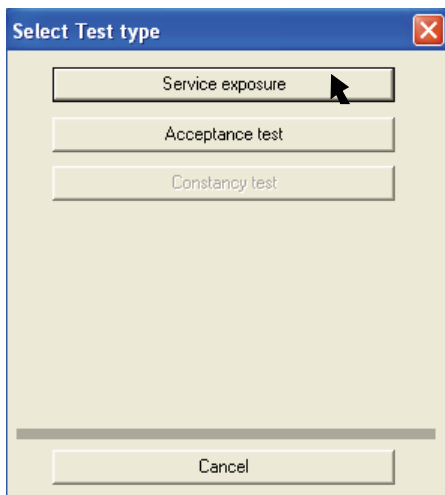 Select Test type
Service exposure
Acceptance test
Constancy test
Cancel